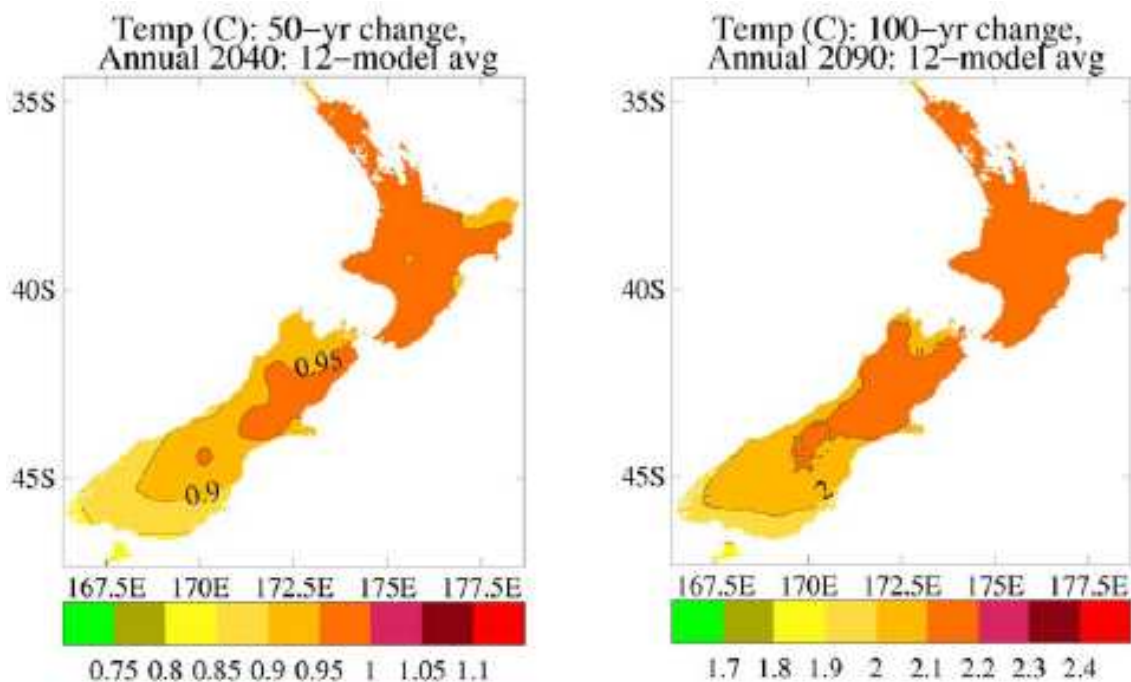 Temp (C): 50-yr change,
Annual 2040: 12-model avg
35S
40S
45S
0.95
0.9
167.5E 170E 172.5E 175E 177.5E
0.75 0.8 0.85 0.9 0.95 1 1.05 1.1
Temp (C): 100-yr change,
Annual 2090: 12-model avg
35S
40S
45S
2
167.5E 170E 172.5E 175E 177.5E
1.7 1.8 1.9 2 2.1 2.2 2.3 2.4